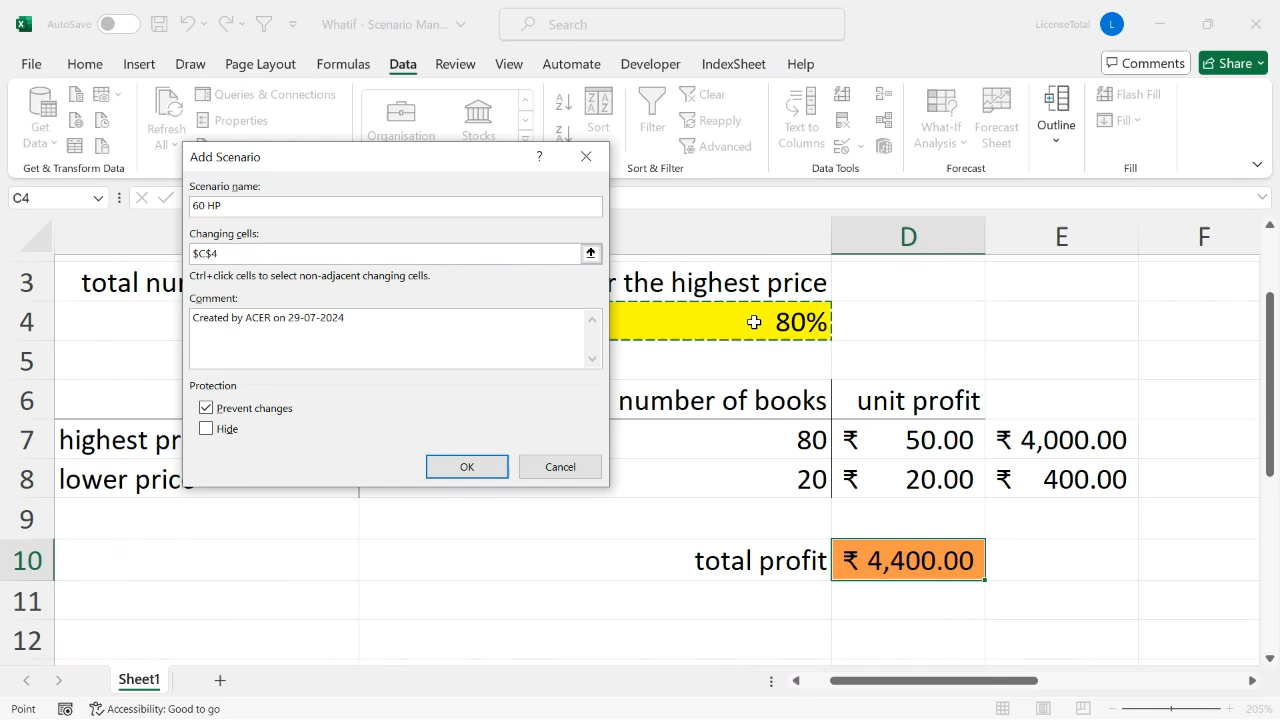 AutoSave
Whatif - Scenario Man...
Search
LicenseTotal
L
File
Home
Insert
Draw
Page Layout
Formulas
Data
Review
View
Automate
Developer
IndexSheet
Help
Comments
Share
Get
Data
Refresh
All
Queries & Connections
Properties
Organisation
Stocks
Sort
Filter
Clear
Reapply
Advanced
Text to
Columns
What-If
Analysis
Forecast
Sheet
Outline
Flash Fill
Fill
Get & Transform Data
Sort & Filter
Data Tools
Forecast
Fill
C4
Add Scenario
?
Scenario name:
60 HP
Changing cells:
$C$4
Ctrl+click cells to select non-adjacent changing cells.
Comment:
Created by ACER on 29-07-2024
Protection
Prevent changes
Hide
OK
Cancel
D E F
3 total nu r the highest price
4 80%
5
6 number of books unit profit
7 highest pr 80 ₹ 50.00 ₹ 4,000.00
8 lower price 20 ₹ 20.00 ₹ 400.00
9
10 total profit ₹ 4,400.00
11
12
Sheet1
Point
Accessibility: Good to go
205%